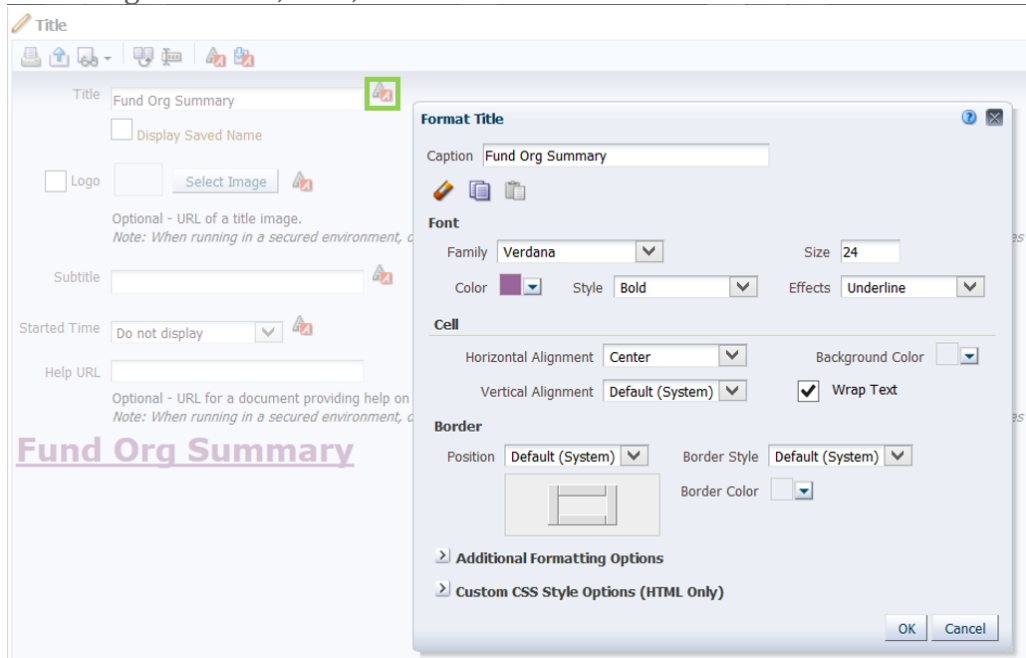 Title
Title Fund Org Summary
Display Saved Name
Logo Select Image
Optional - URL of a title image.
Note: When running in a secured environment,
Subtitle
Started Time Do not display
Help URL
Optional - URL for a document providing help on
Note: When running in a secured environment,
Fund Org Summary
Format Title
Caption Fund Org Summary
Font
Family Verdana Size 24
Color Style Bold Effects Underline
Cell
Horizontal Alignment Center Background Color
Vertical Alignment Default (System) Wrap Text
Border
Position Default (System) Border Style Default (System)
Border Color
Additional Formatting Options
Custom CSS Style Options (HTML Only)
OK Cancel